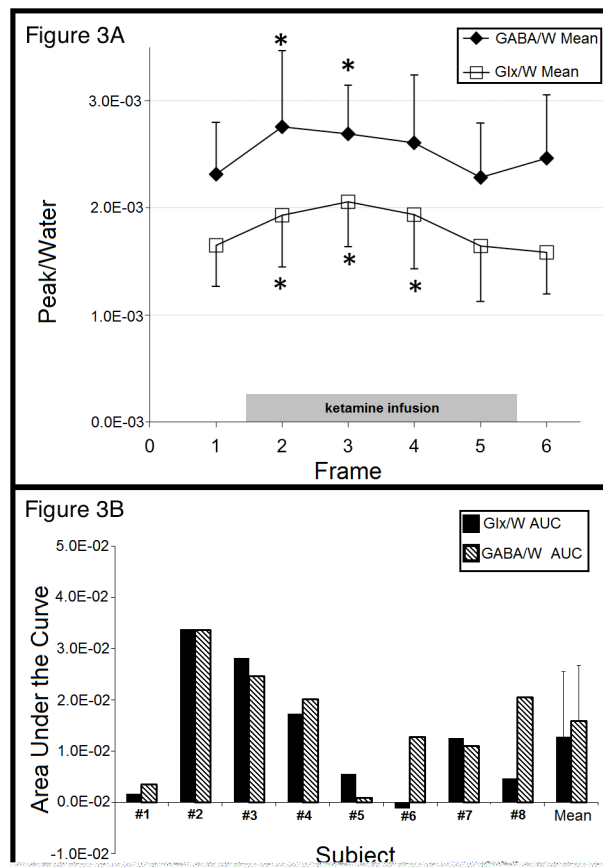 Figure 3A
GABA/W Mean
Glx/W Mean
*
*
3.0E-03
2.0E-03
1.0E-03
0.0E-03
Peak/Water
*
*
*
ketamine infusion
0 1 2 3 4 5 6
Frame
Figure 3B
Glx/W AUC
GABA/W AUC
5.0E-02
4.0E-02
3.0E-02
2.0E-02
1.0E-02
0.0E-02
-1.0E-02
Area Under the Curve
#1 #2 #3 #4 #5 #6 #7 #8 Mean
Subject